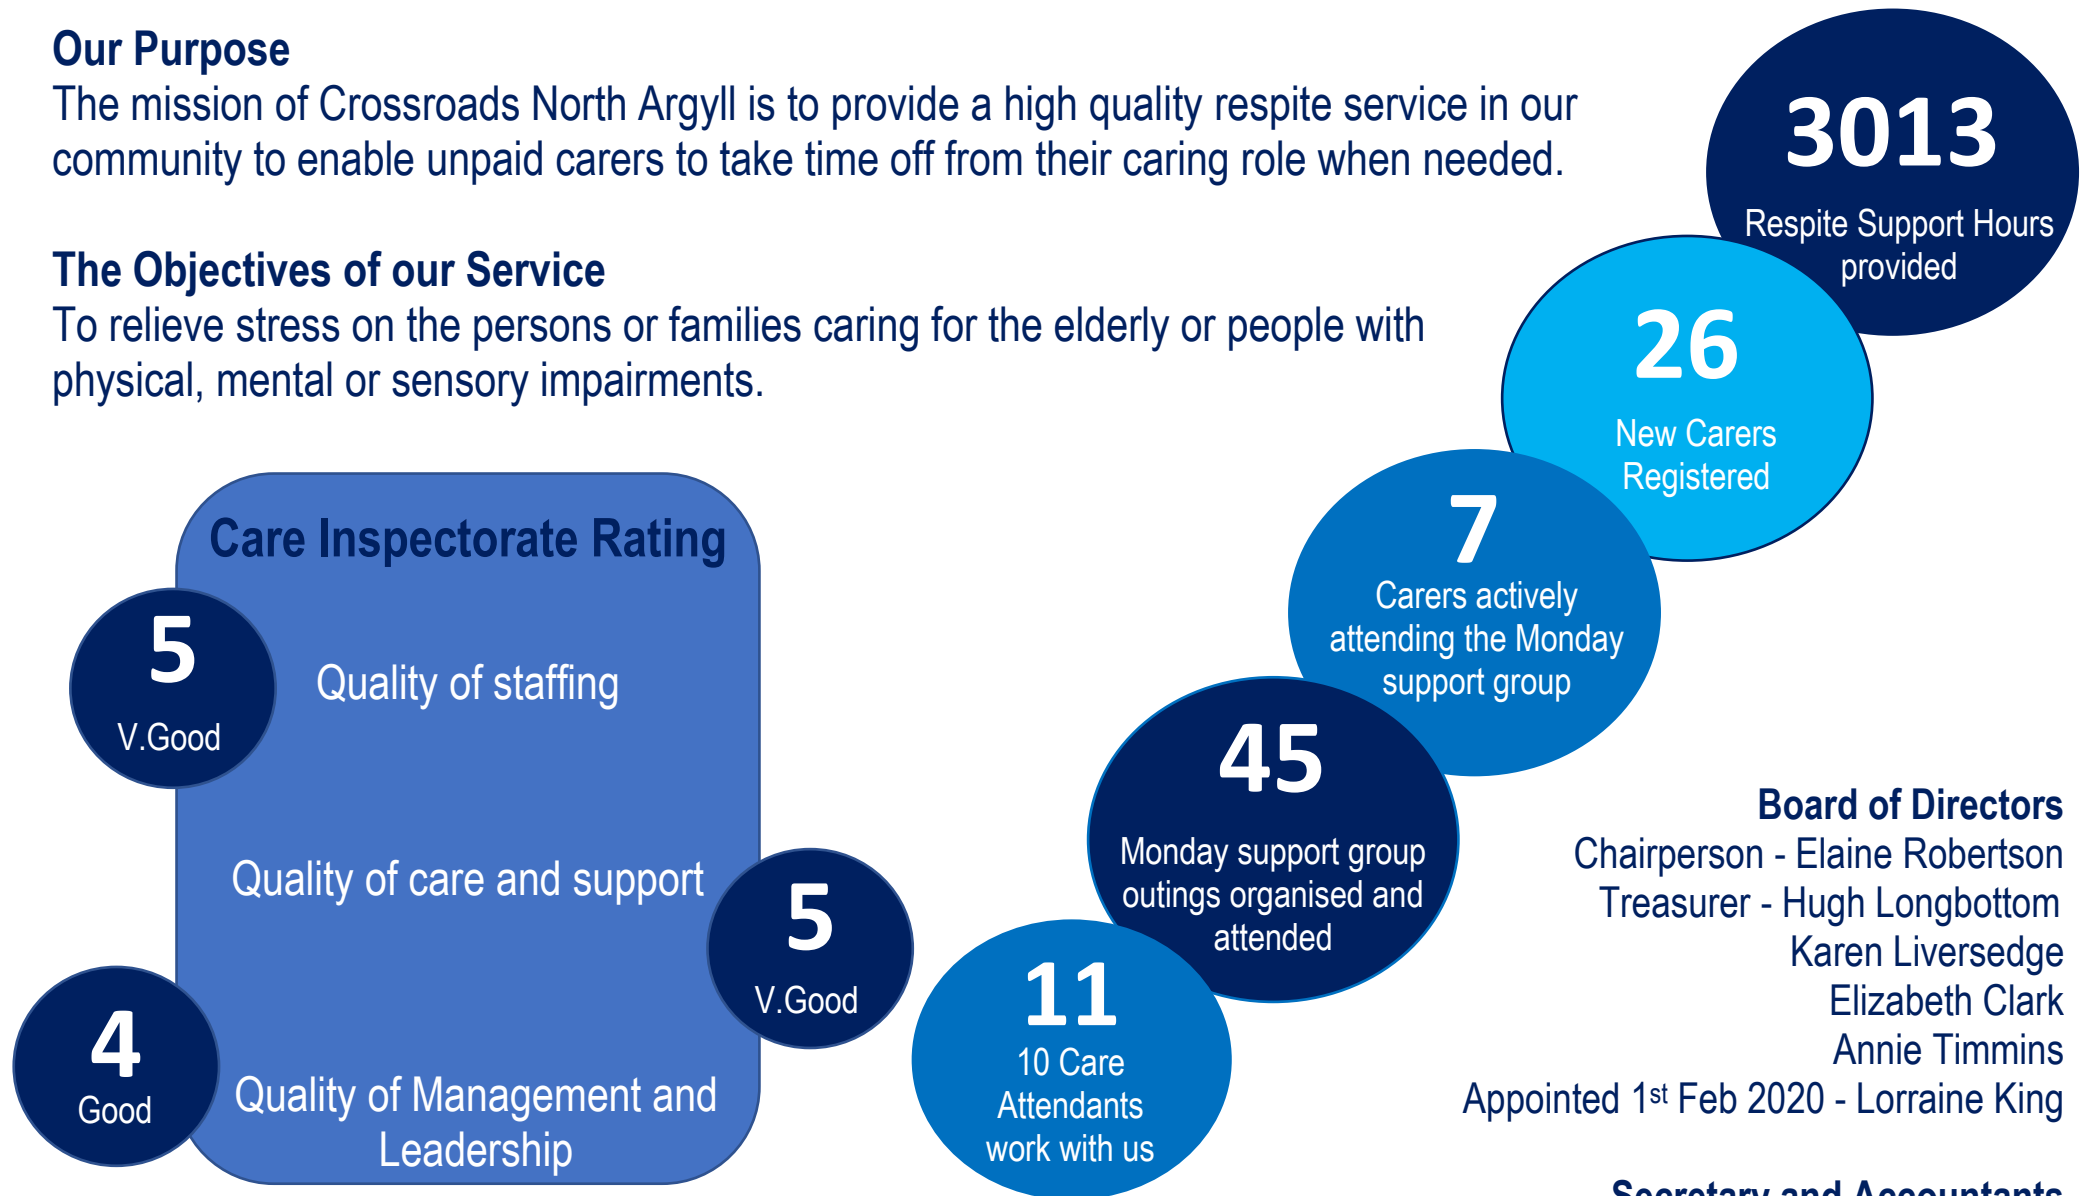 Our Purpose
The mission of Crossroads North Argyll is to provide a high quality respite service in our
community to enable unpaid carers to take time off from their caring role when needed.
The Objectives of our Service
To relieve stress on the persons or families caring for the elderly or people with
physical, mental or sensory impairments.
3013
Respite Support Hours
provided
26
New Carers
Registered
7
Carers actively
attending the Monday
support group
45
Monday support group
outings organised and
attended
11
10 Care
Attendants
work with us
Care Inspectorate Rating
5
V.Good
Quality of staffing
Quality of care and support
5
V.Good
4
Good
Quality of Management and
Leadership
Board of Directors
Chairperson - Elaine Robertson
Treasurer - Hugh Longbottom
Karen Liversedge
Elizabeth Clark
Annie Timmins
Appointed 1st Feb 2020 - Lorraine King
Secretary and Accountants